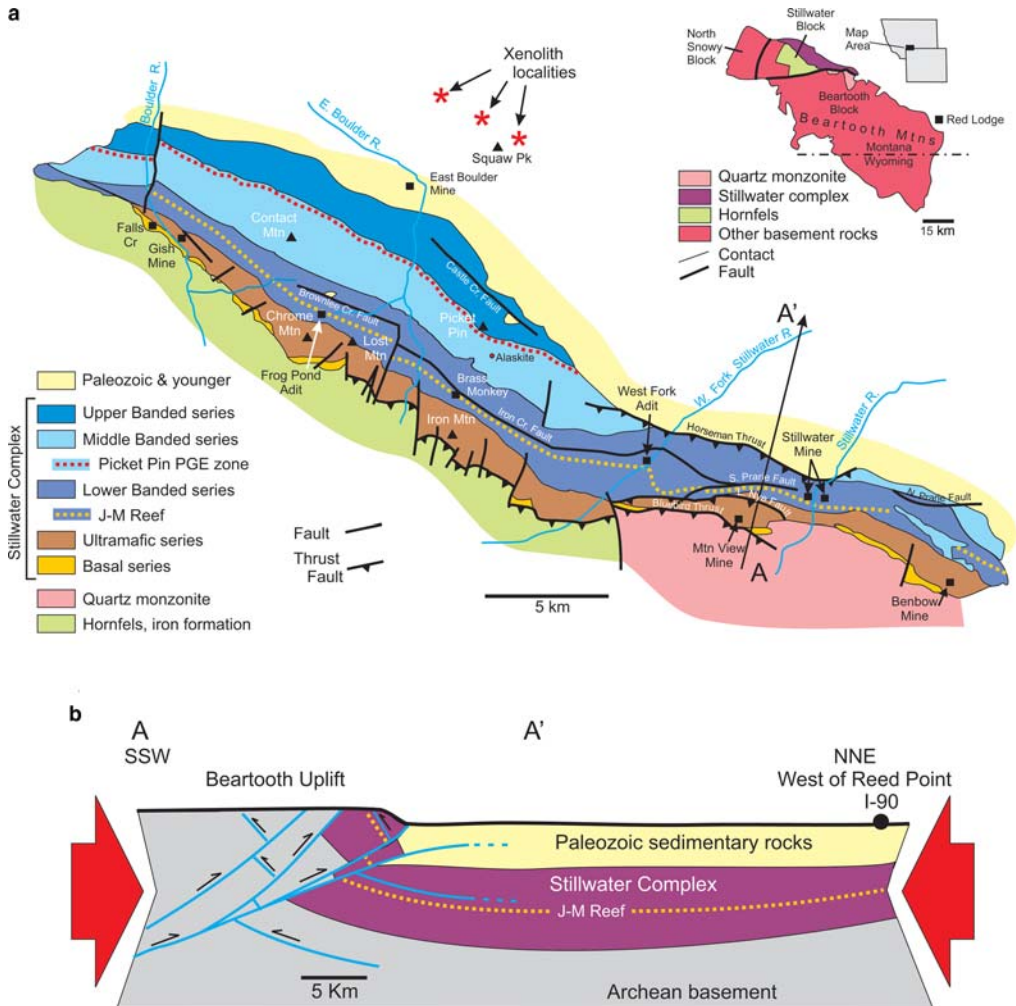 a
Xenolith
localities
Boulder R.
E. Boulder R.
Squaw Pk
East Boulder
Mine
Contact
Mtn
Falls
Cr
Gish
Mine
Castle Cr. Fault
Brownlee Cr. Fault
Chrome
Mtn
Lost
Mtn
Picket
Pin
Alaskite
Frog Pond
Adit
Brass
Monkey
Iron Mtn
Iron Cr. Fault
West Fork
Adit
W. Fork Stillwater R
Horseman Thrust
Stillwater
Mine
Stillwater R.
S. Prarie Fault
N. Prarie Fault
L. Nye Fault
Bluebird Thrust
Mtn View
Mine
Benbow
Mine
A'
A
North
Snowy
Block
Stillwater
Block
Map
Area
Beartooth
Block
Beartooth Mtns
Red Lodge
Montana
Wyoming
Quartz monzonite
Stillwater complex
Hornfels
Other basement rocks
Contact
Fault
15 km
Paleozoic & younger
Stillwater Complex
Upper Banded series
Middle Banded series
Picket Pin PGE zone
Lower Banded series
J-M Reef
Ultramafic series
Basal series
Quartz monzonite
Hornfels, iron formation
Fault
Thrust
Fault
5 km
b
A
SSW
A'
NNE
Beartooth Uplift
West of Reed Point
I-90
Paleozoic sedimentary rocks
Stillwater Complex
J-M Reef
5 Km
Archean basement